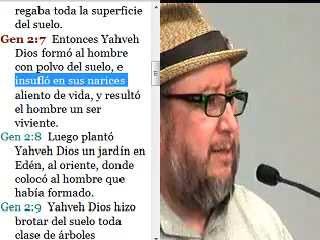 regaba toda la superficie
del suelo.
Gen 2:7 Entonces Yahveh
Dios formó al hombre
con polvo del suelo, e
insufló en sus narices
aliento de vida, y resultó
el hombre un ser
viviente.
Gen 2:8 Luego plantó
Yahveh Dios un jardín en
Edén, al oriente, donde
colocó al hombre que
había formado.
Gen 2:9 Yahveh Dios hizo
brotar del suelo toda
clase de árboles